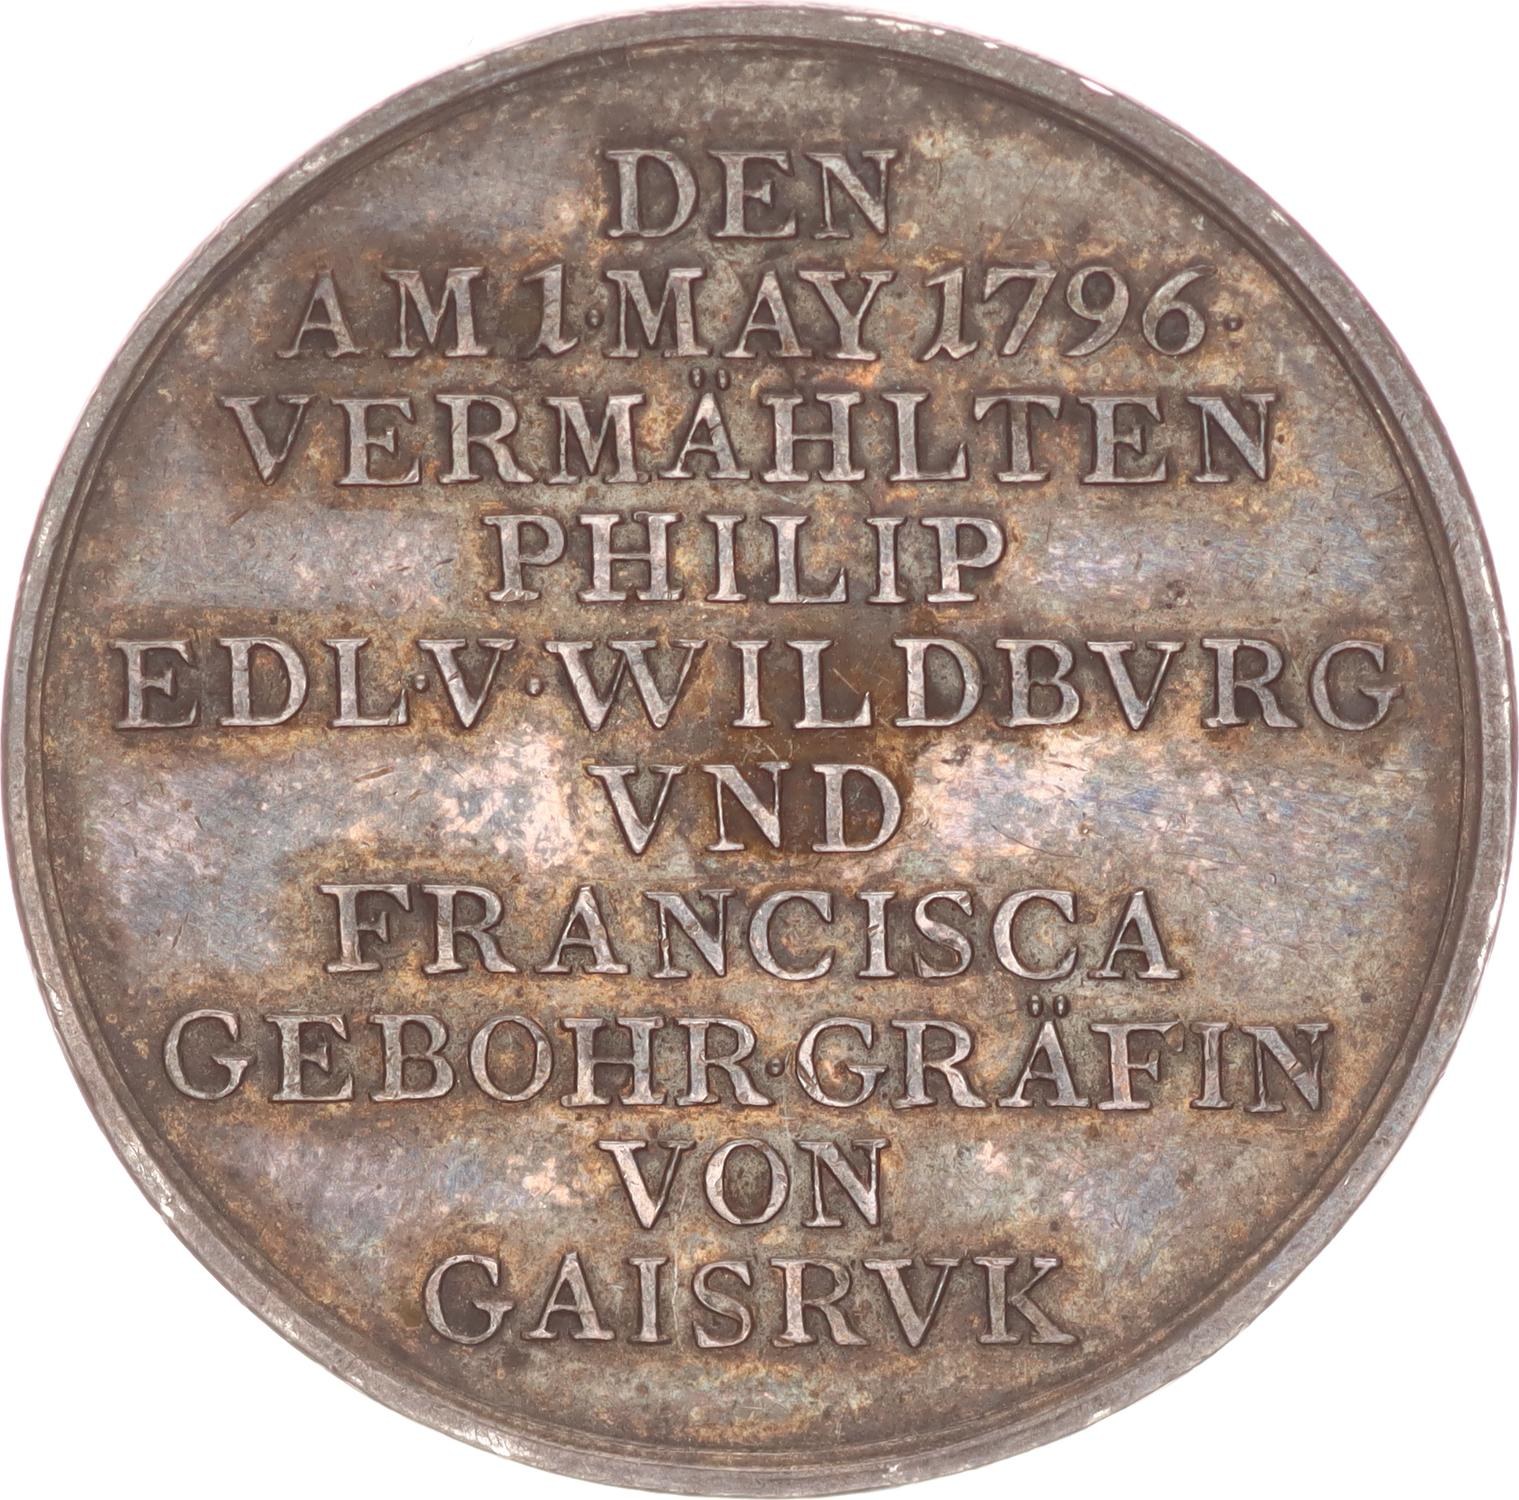 DEN
AM 1·MAY 1796·
VERMÄHLTEN
PHILIP
EDL·V·WILDBVRG
VND
FRANCISCA
GEBOHR·GRÄFIN
VON
GAISRVK